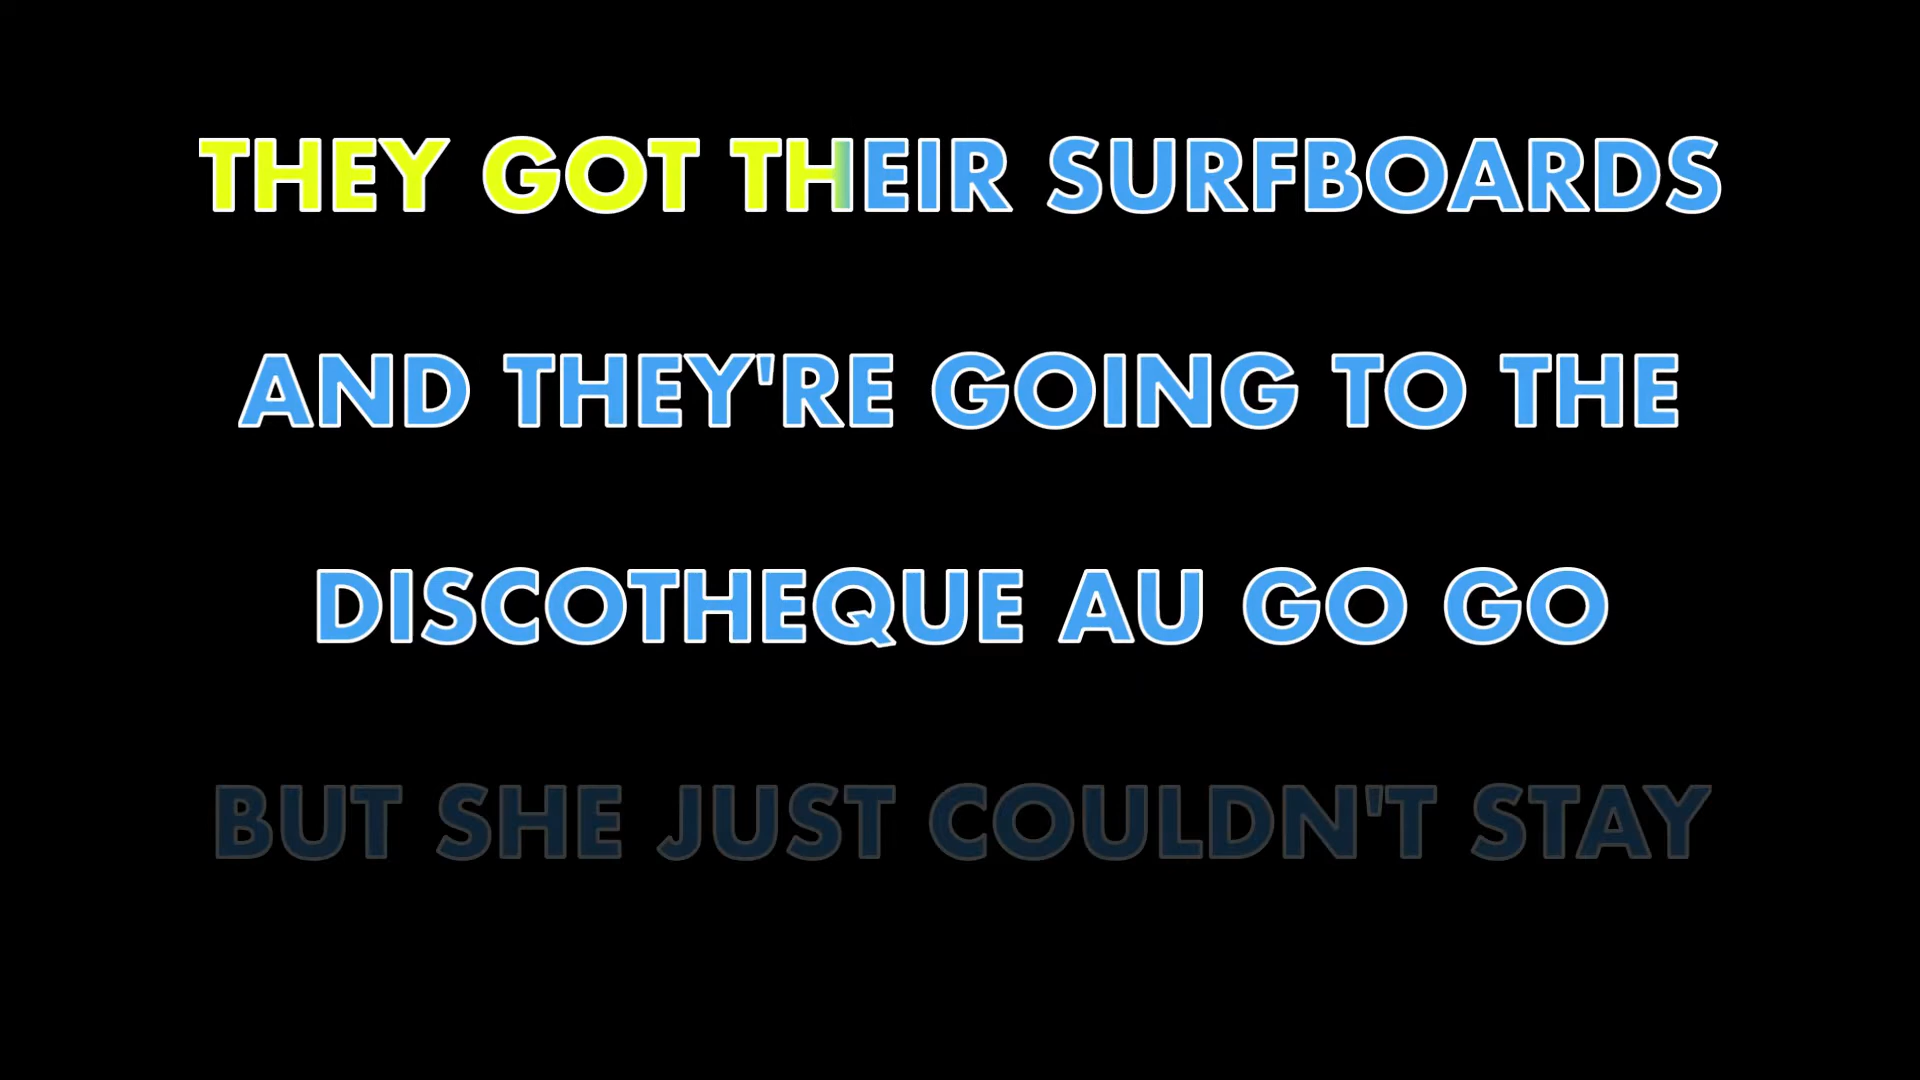 THEY GOT THEIR SURFBOARDS
AND THEY'RE GOING TO THE
DISCOTHEQUE AU GO GO
BUT SHE JUST COULDN'T STAY